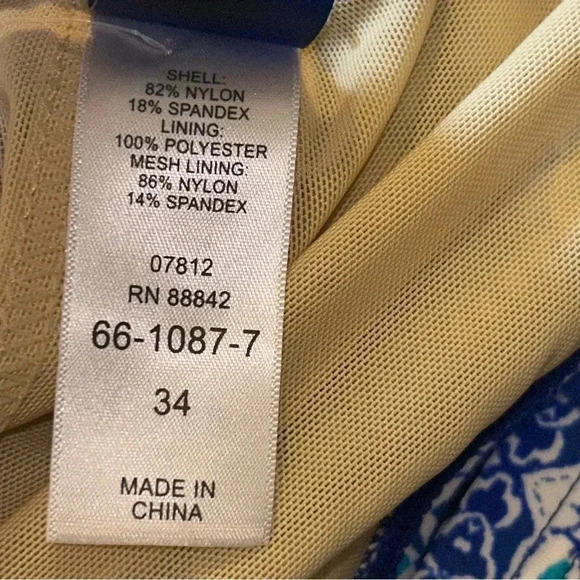 SHELL:
82% NYLON
18% SPANDEX
LINING:
100% POLYESTER
MESH LINING:
86% NYLON
14% SPANDEX
07812
RN 88842
66-1087-7
34
MADE IN
CHINA